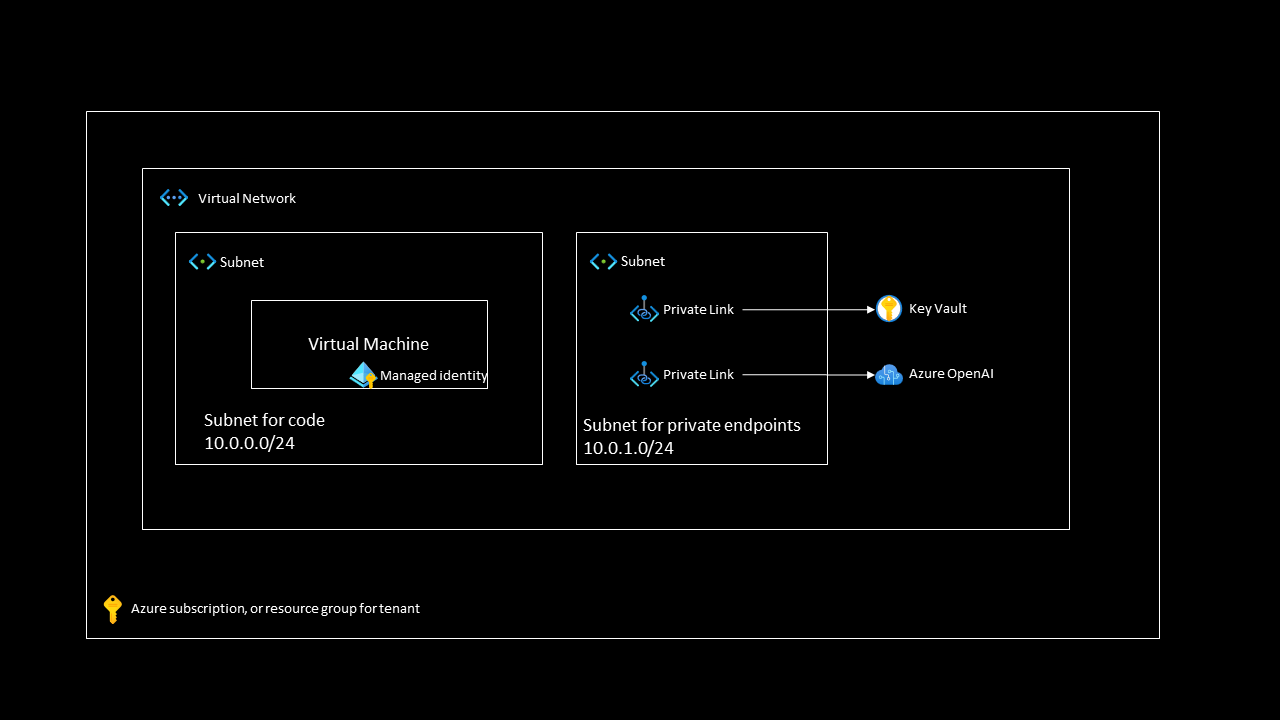 Virtual Network
Subnet
Virtual Machine
Managed identity
Subnet for code
10.0.0.0/24
Subnet
Private Link
Key Vault
Private Link
Azure OpenAI
Subnet for private endpoints
10.0.1.0/24
Azure subscription, or resource group for tenant